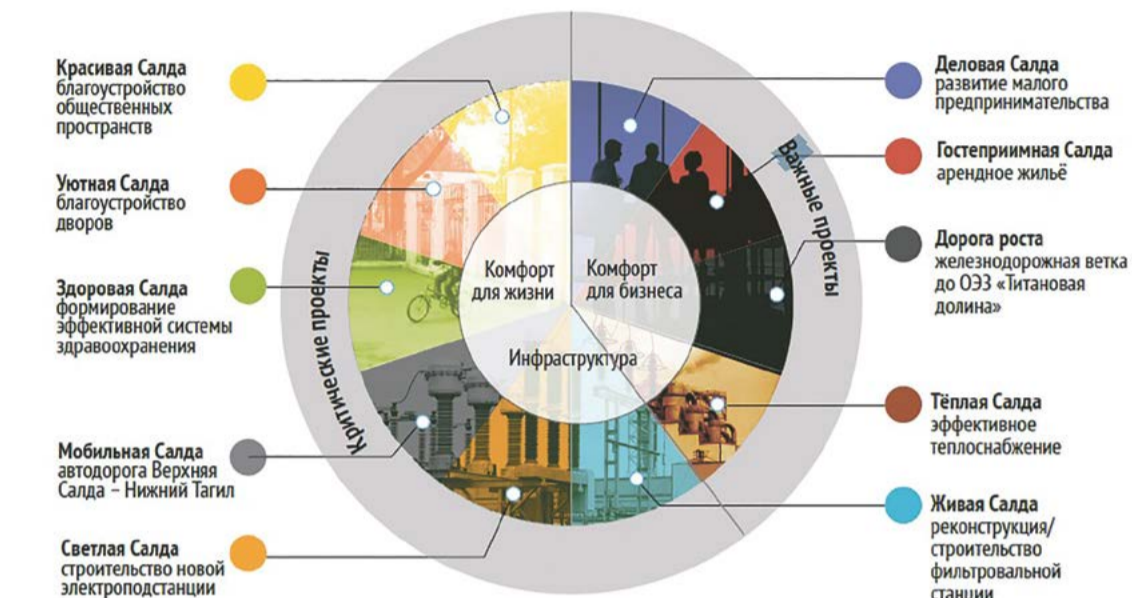 Красивая Салда
благоустройство
общественных
пространств
Уютная Салда
благоустройство
дворов
Здоровая Салда
формирование
эффективной системы
здравоохранения
Мобильная Салда
автодорога Верхняя
Салда – Нижний Тагил
Светлая Салда
строительство новой
электроподстанции
Критические проекты
Комфорт
для жизни
Комфорт
для бизнеса
Инфраструктура
Важные проекты
Деловая Салда
развитие малого
предпринимательства
Гостеприимная Салда
арендное жильё
Дорога роста
железнодорожная ветка
до ОЭЗ «Титановая
долина»
Тёплая Салда
эффективное
теплоснабжение
Живая Салда
реконструкция/
строительство
фильтровальной
станции